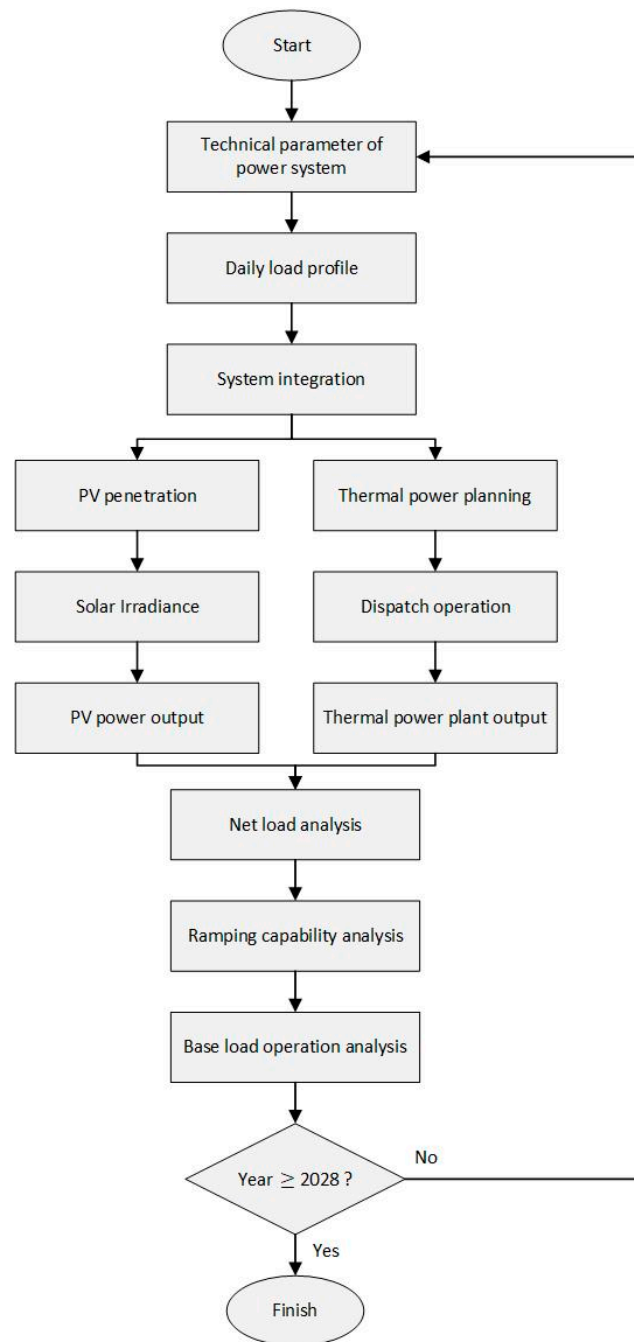 Start
Technical parameter of
power system
Daily load profile
System integration
PV penetration
Thermal power planning
Solar Irradiance
Dispatch operation
PV power output
Thermal power plant output
Net load analysis
Ramping capability analysis
Base load operation analysis
Year ≥ 2028 ?
No
Yes
Finish